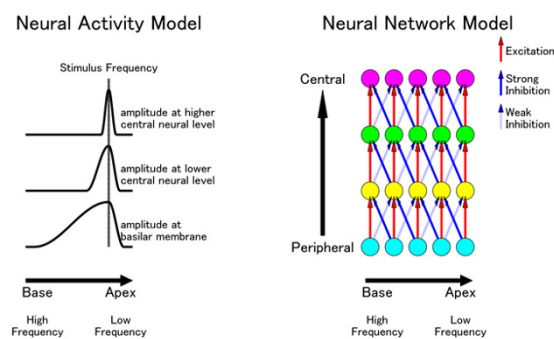 Neural Activity Model
Stimulus Frequency
amplitude at higher
central neural level
amplitude at lower
central neural level
amplitude at
basilar membrane
Base
Apex
High
Frequency
Low
Frequency
Neural Network Model
Central
Peripheral
Excitation
Strong
Inhibition
Weak
Inhibition
Base
Apex
High
Frequency
Low
Frequency